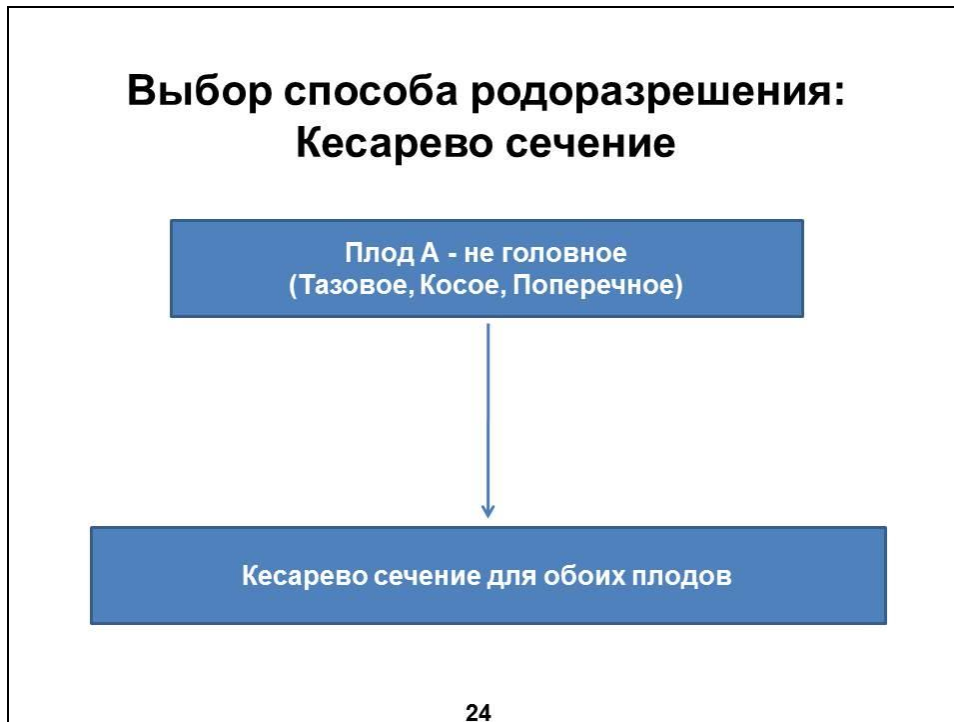 Выбор способа родоразрешения:
Кесарево сечение
Плод А - не головное
(Тазовое, Косое, Поперечное)
Кесарево сечение для обоих плодов
24